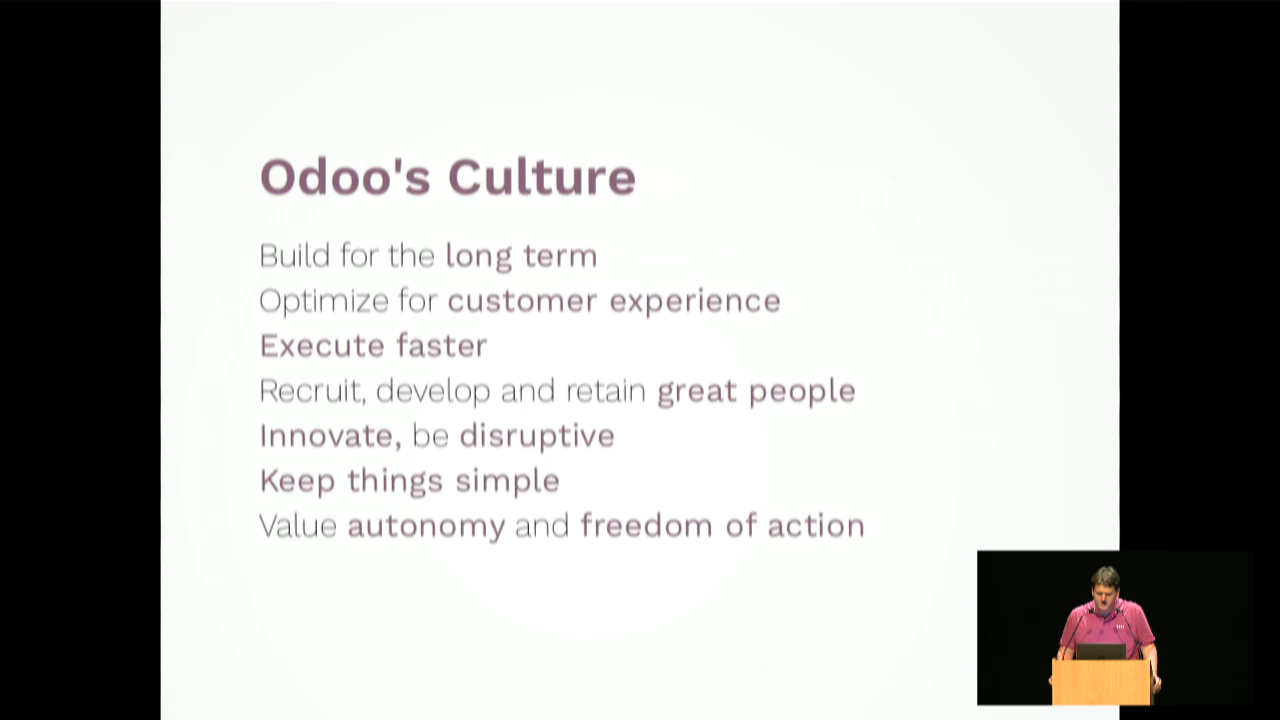 Odoo's Culture
Build for the long term
Optimize for customer experience
Execute faster
Recruit, develop and retain great people
Innovate, be disruptive
Keep things simple
Value autonomy and freedom of action